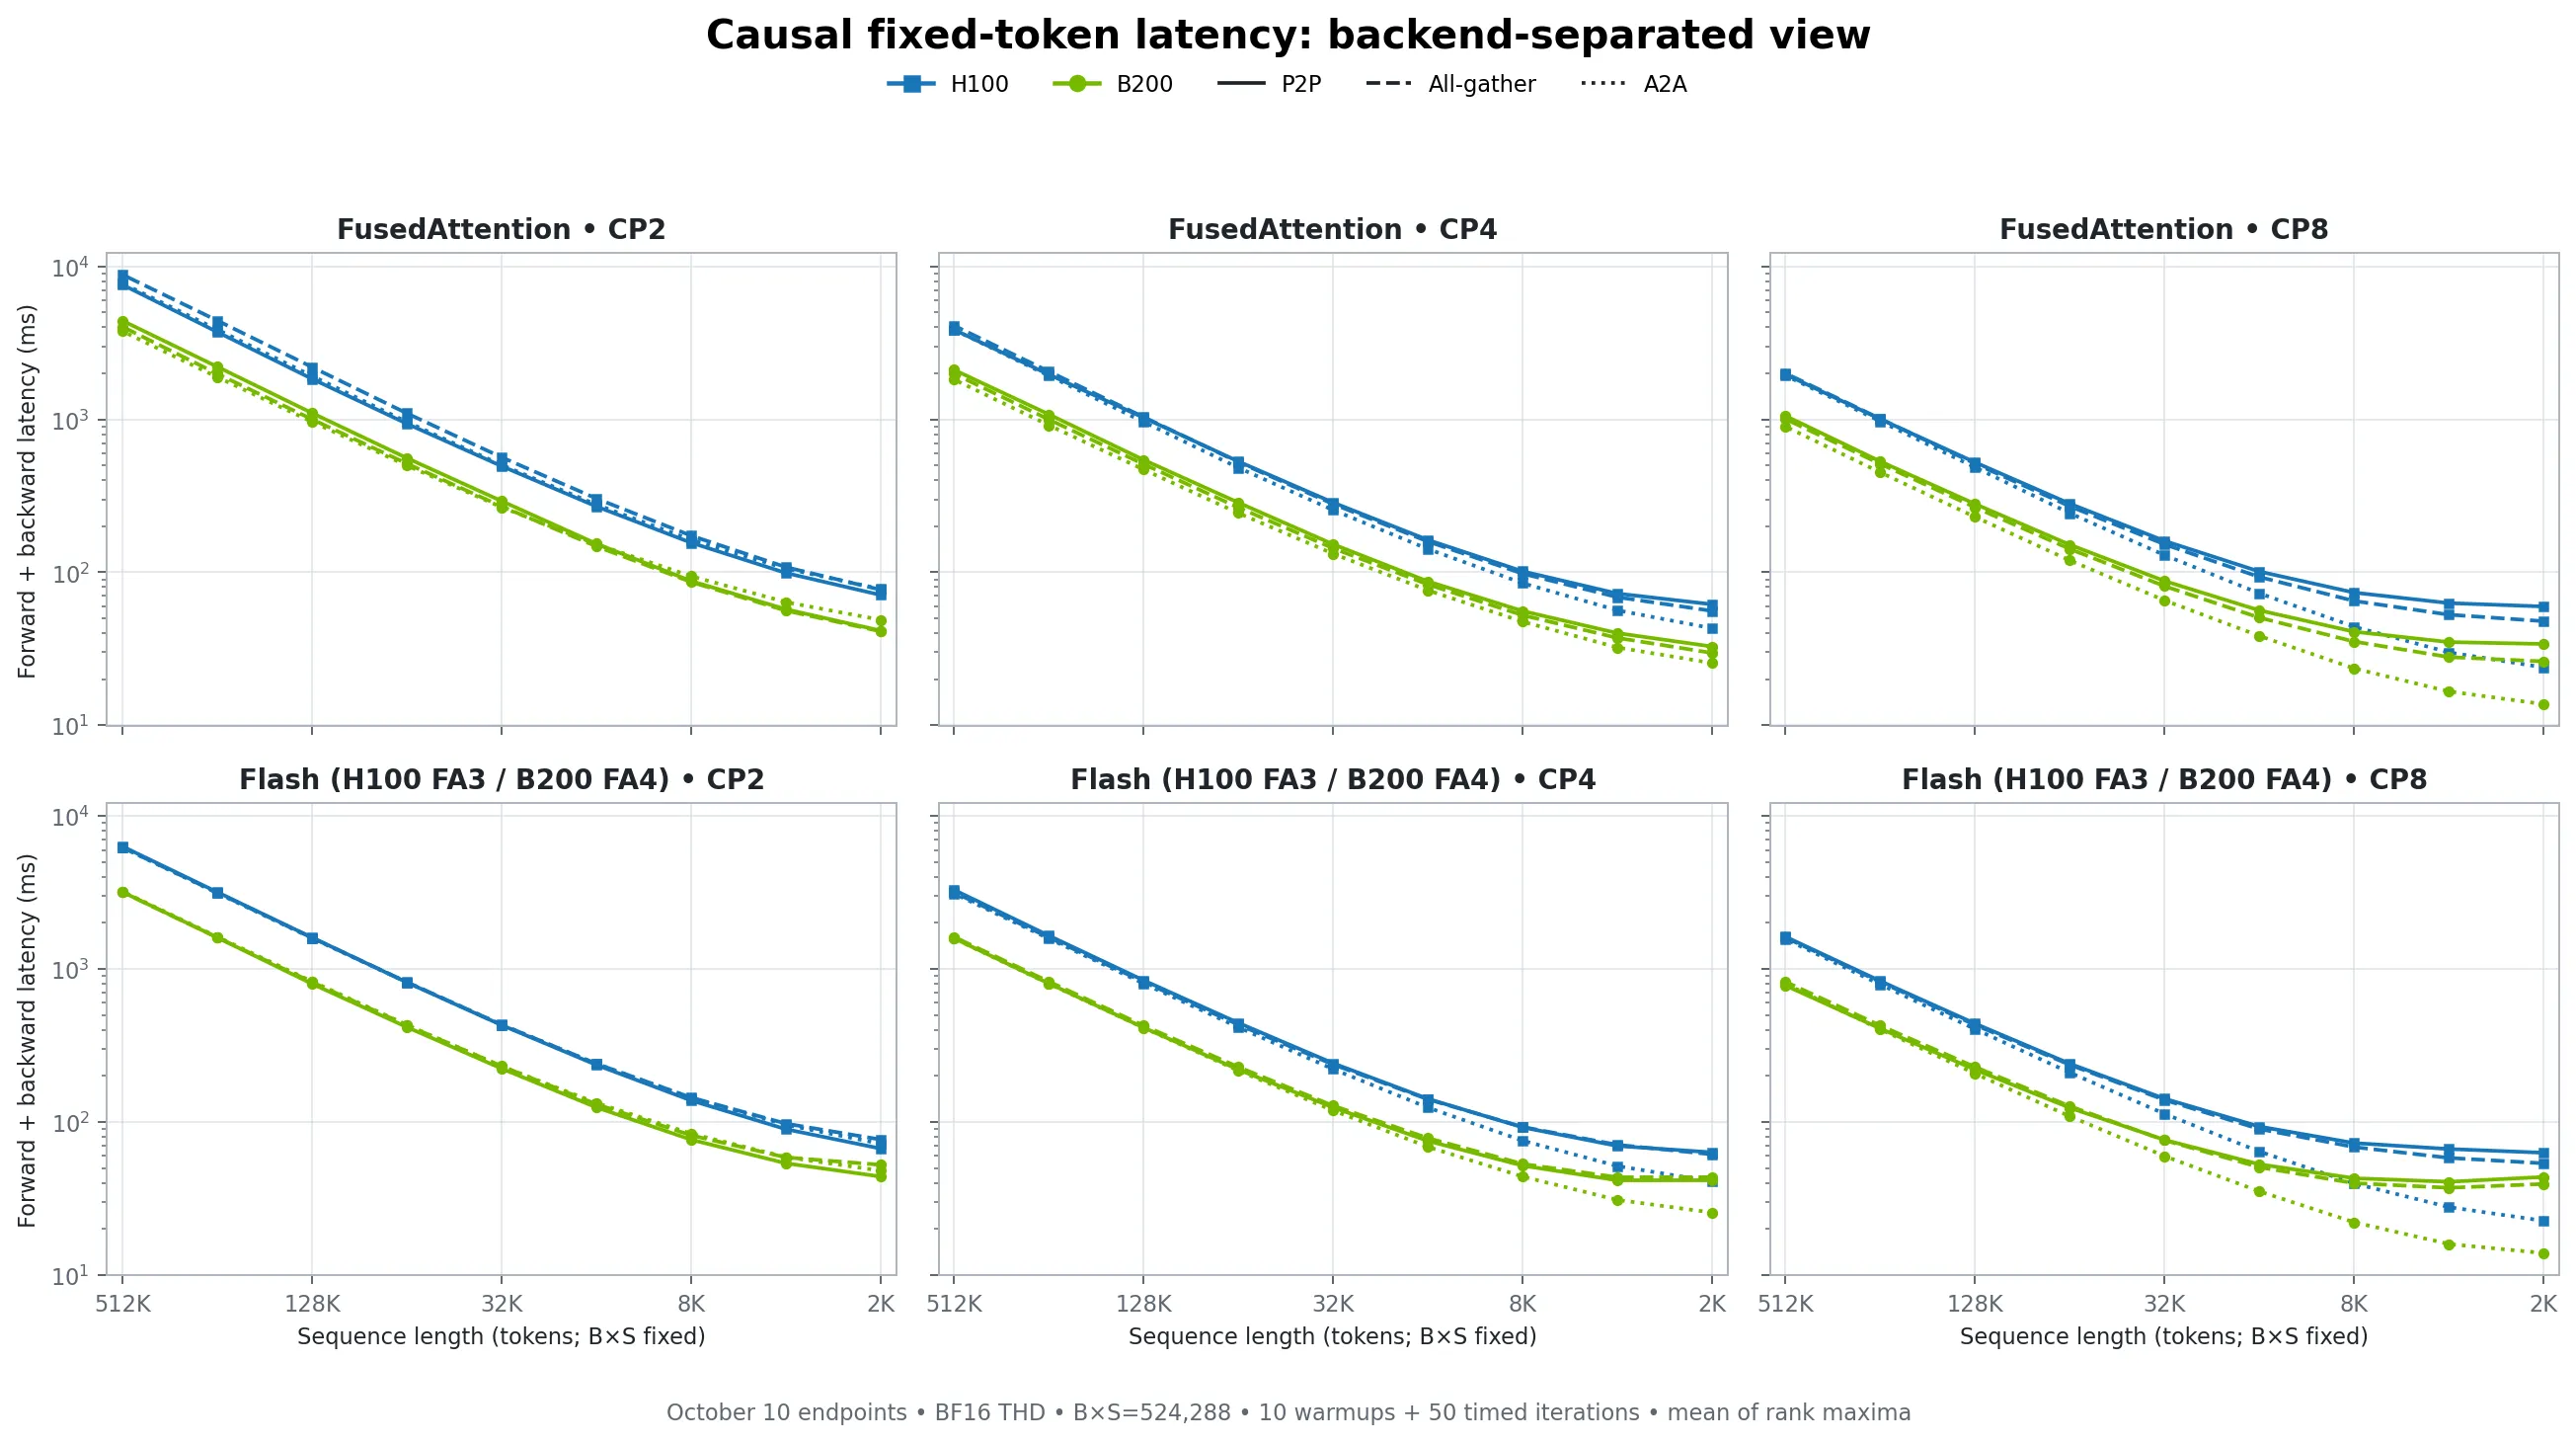 Causal fixed-token latency: backend-separated view
H100 B200 P2P All-gather A2A
FusedAttention • CP2 FusedAttention • CP4 FusedAttention • CP8
Forward + backward latency (ms)
10⁴
10³
10²
10¹
Flash (H100 FA3 / B200 FA4) • CP2 Flash (H100 FA3 / B200 FA4) • CP4 Flash (H100 FA3 / B200 FA4) • CP8
Forward + backward latency (ms)
10⁴
10³
10²
10¹
512K 128K 32K 8K 2K 512K 128K 32K 8K 2K 512K 128K 32K 8K 2K
Sequence length (tokens; B×S fixed) Sequence length (tokens; B×S fixed) Sequence length (tokens; B×S fixed)
October 10 endpoints • BF16 THD • B×S=524,288 • 10 warmups + 50 timed iterations • mean of rank maxima